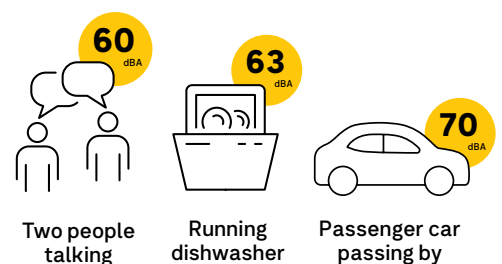 60
dBA
63
dBA
70
dBA
Two people
talking
Running
dishwasher
Passenger car
passing by